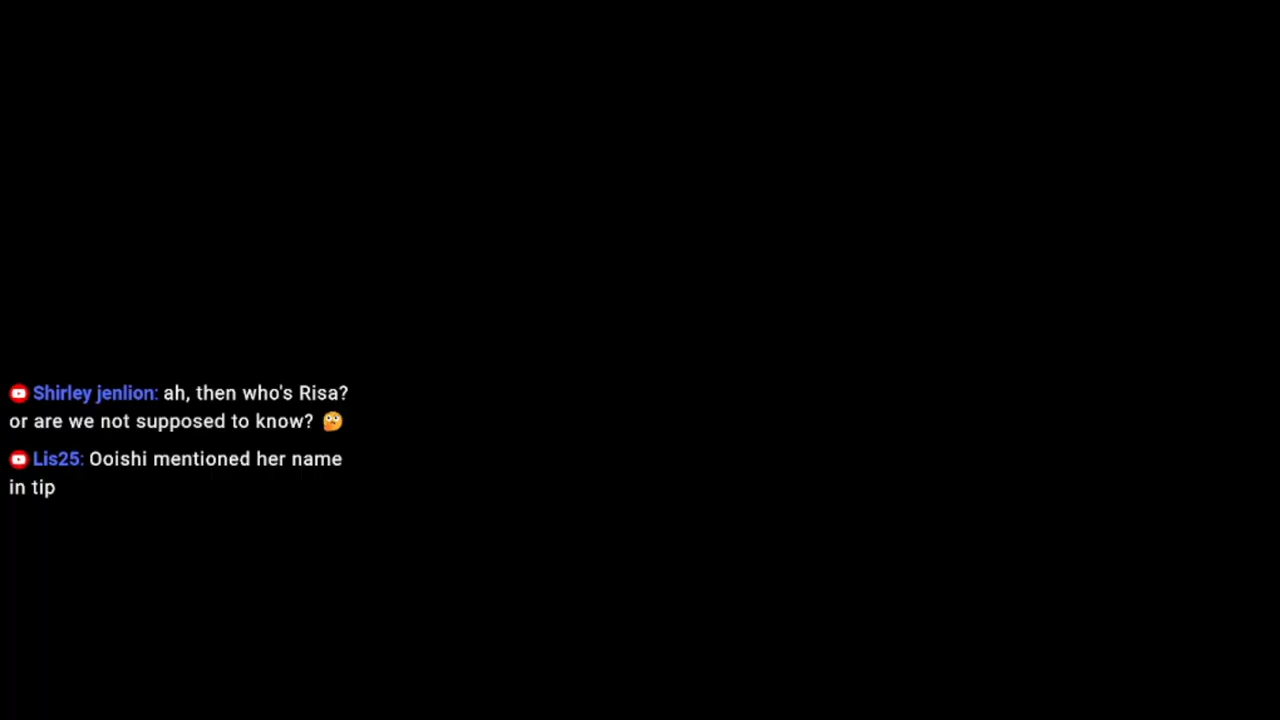 Shirley jenlion: ah, then who's Risa?
or are we not supposed to know? 🤔
Lis25: Ooishi mentioned her name
in tip